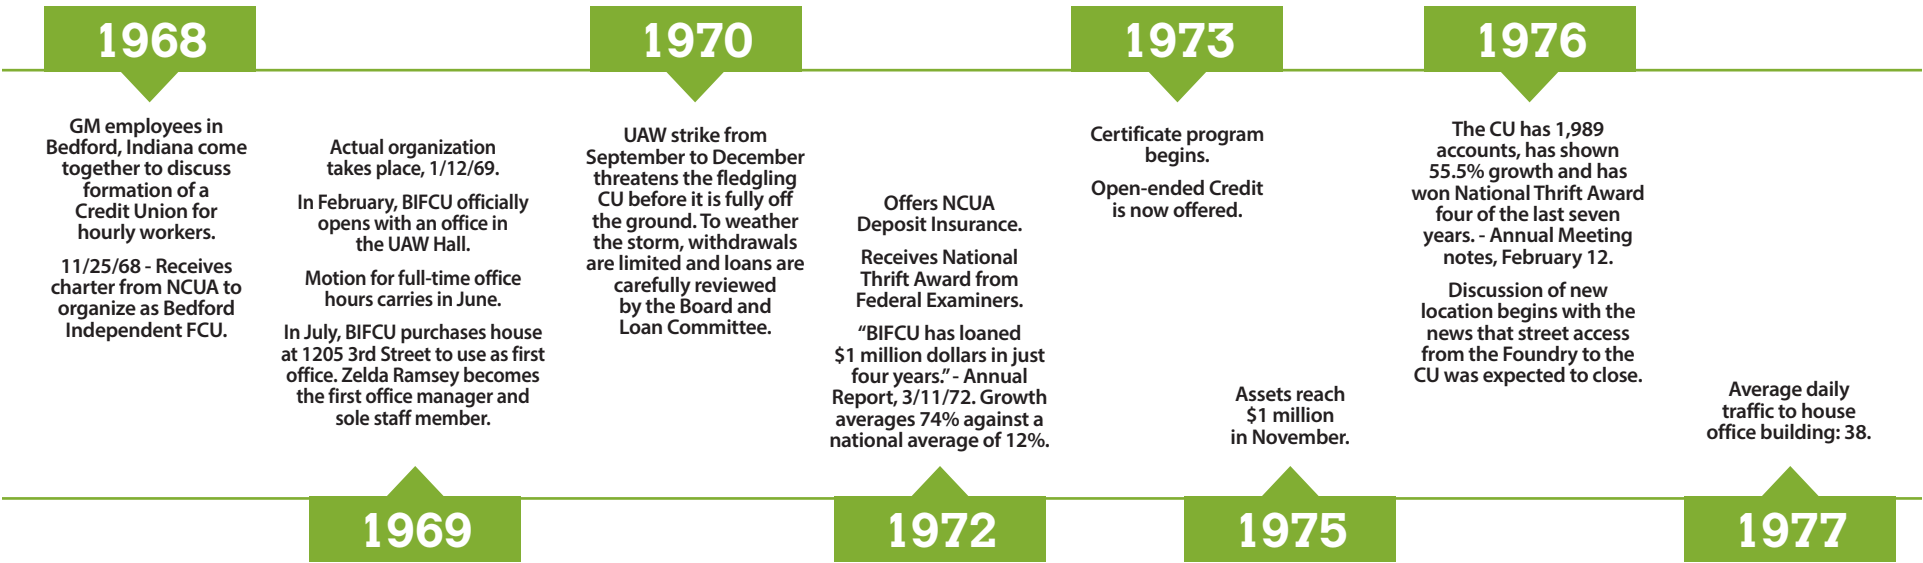 1968
GM employees in
Bedford, Indiana come
together to discuss
formation of a
Credit Union for
hourly workers.
11/25/68 - Receives
charter from NCUA to
organize as Bedford
Independent FCU.
Actual organization
takes place, 1/12/69.
In February, BIFCU officially
opens with an office in
the UAW Hall.
Motion for full-time office
hours carries in June.
In July, BIFCU purchases house
at 1205 3rd Street to use as first
office. Zelda Ramsey becomes
the first office manager and
sole staff member.
1969
1970
UAW strike from
September to December
threatens the fledgling
CU before it is fully off
the ground. To weather
the storm, withdrawals
are limited and loans are
carefully reviewed
by the Board and
Loan Committee.
Offers NCUA
Deposit Insurance.
Receives National
Thrift Award from
Federal Examiners.
“BIFCU has loaned
$1 million dollars in just
four years.” - Annual
Report, 3/11/72. Growth
averages 74% against a
national average of 12%.
1972
1973
Certificate program
begins.
Open-ended Credit
is now offered.
Assets reach
$1 million
in November.
1975
1976
The CU has 1,989
accounts, has shown
55.5% growth and has
won National Thrift Award
four of the last seven
years. - Annual Meeting
notes, February 12.
Discussion of new
location begins with the
news that street access
from the Foundry to the
CU was expected to close.
Average daily
traffic to house
office building: 38.
1977